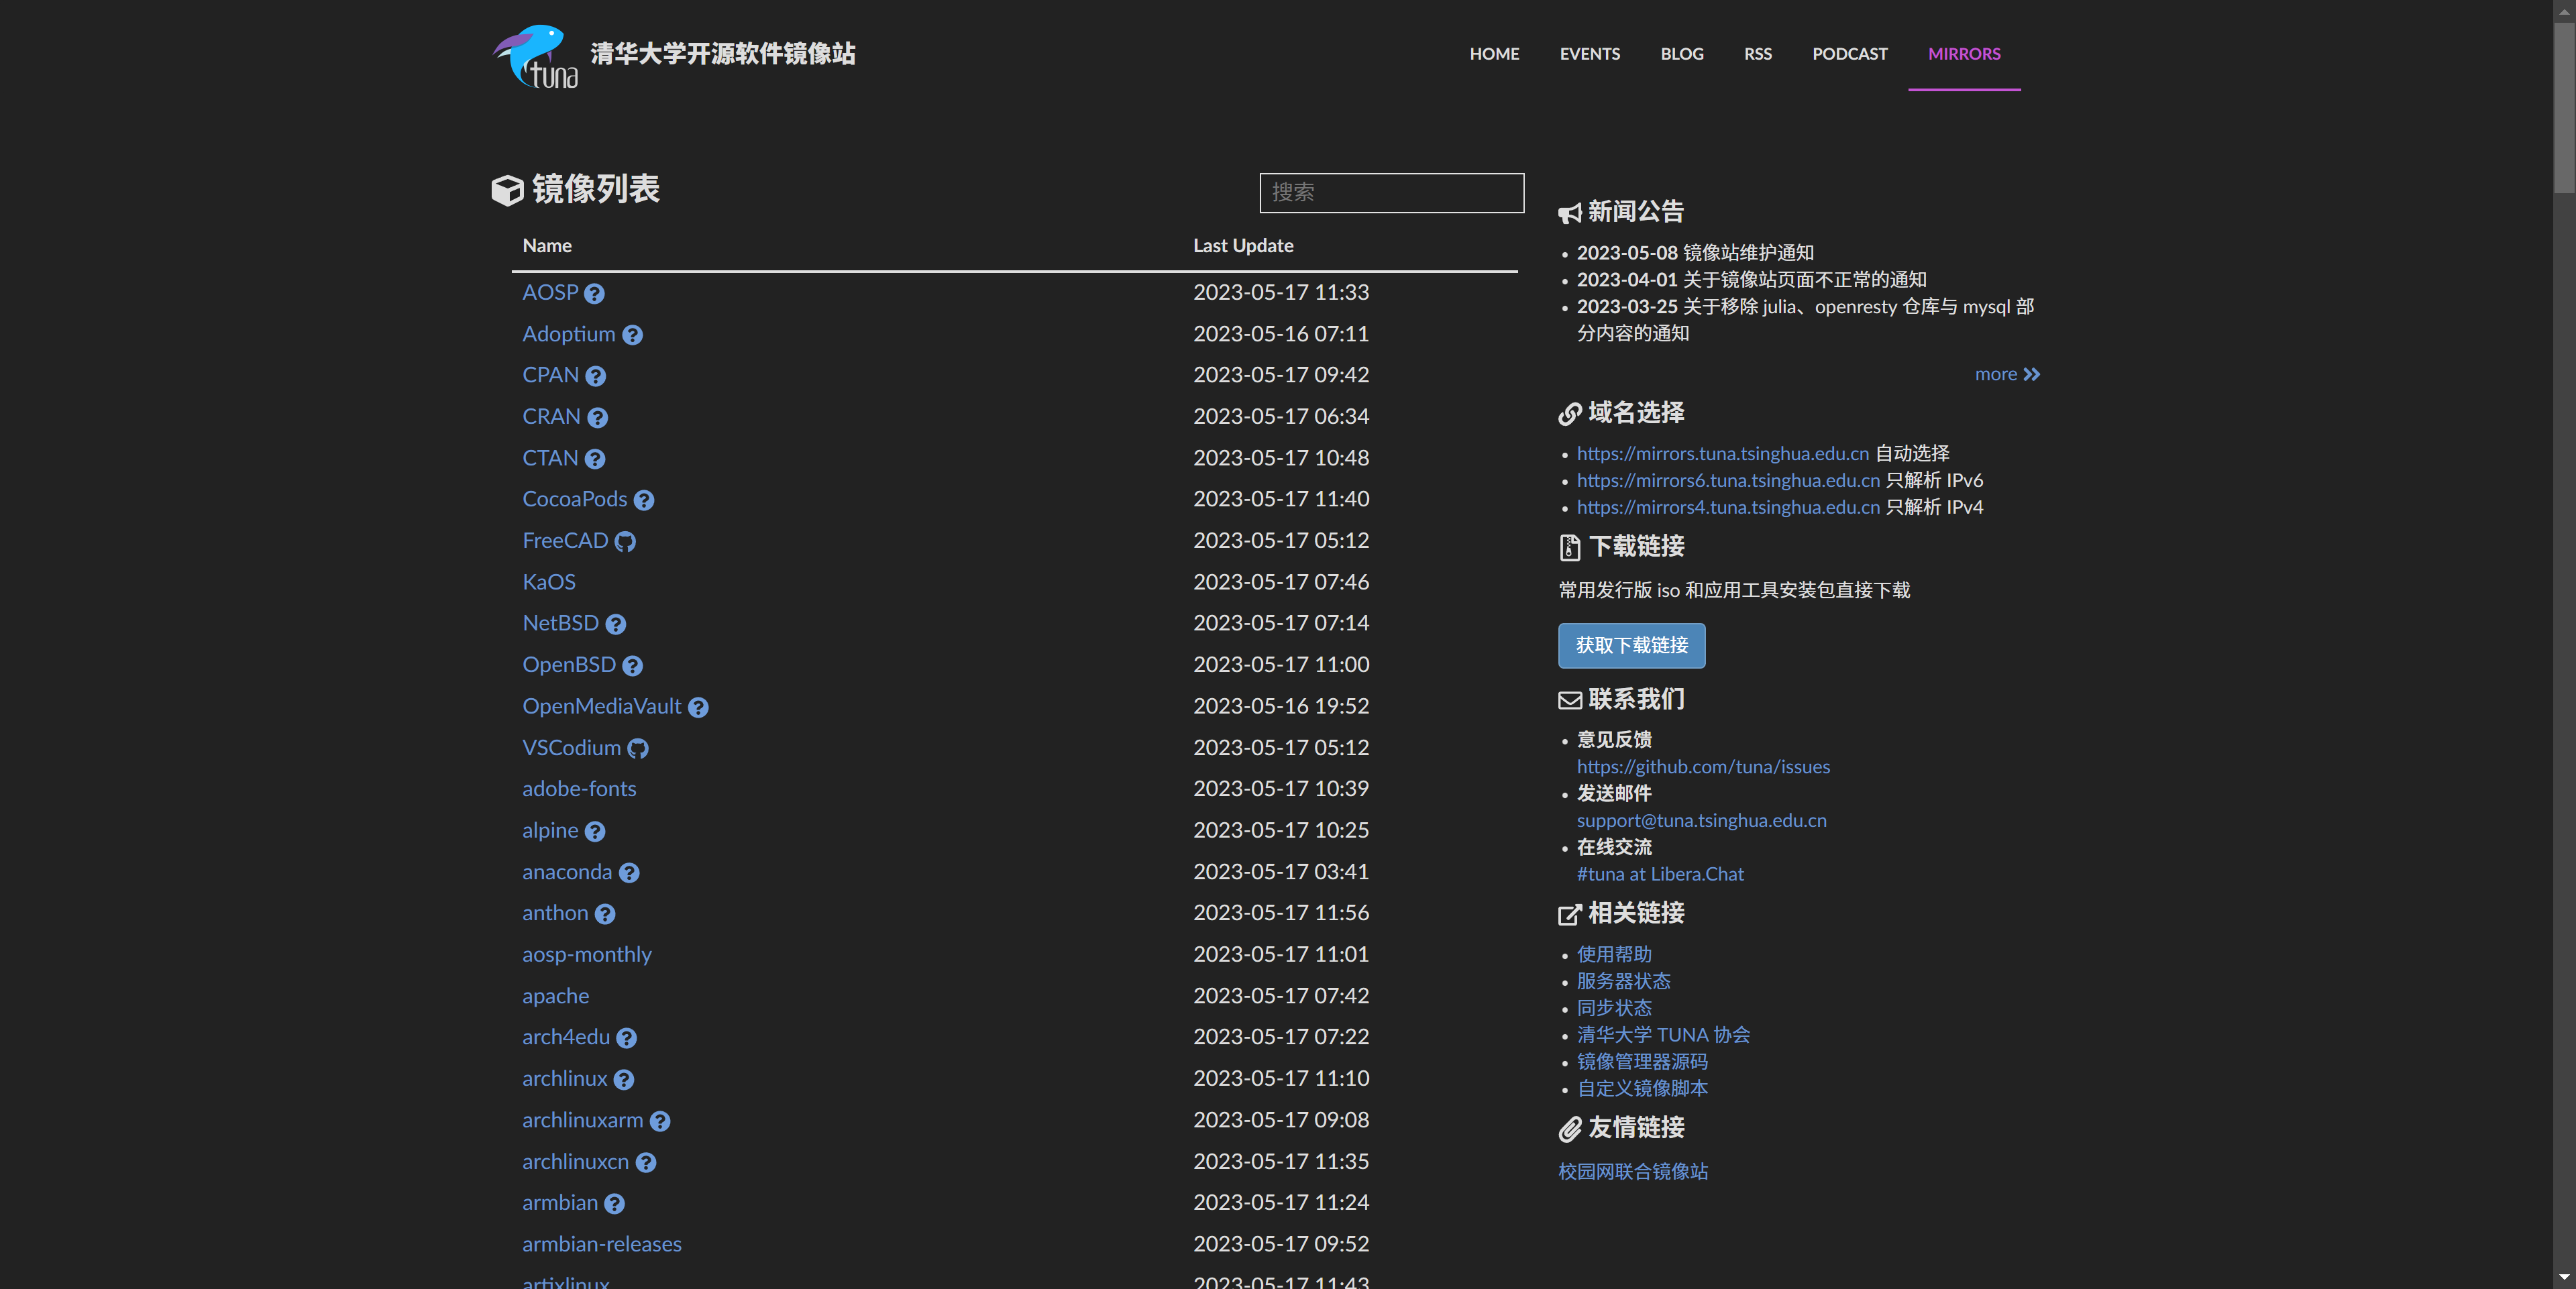 tuna
清华大学开源软件镜像站
HOME EVENTS BLOG RSS PODCAST MIRRORS
镜像列表
搜索
Name Last Update
AOSP 2023-05-17 11:33
Adoptium 2023-05-16 07:11
CPAN 2023-05-17 09:42
CRAN 2023-05-17 06:34
CTAN 2023-05-17 10:48
CocoaPods 2023-05-17 11:40
FreeCAD 2023-05-17 05:12
KaOS 2023-05-17 07:46
NetBSD 2023-05-17 07:14
OpenBSD 2023-05-17 11:00
OpenMediaVault 2023-05-16 19:52
VSCodium 2023-05-17 05:12
adobe-fonts 2023-05-17 10:39
alpine 2023-05-17 10:25
anaconda 2023-05-17 03:41
anthon 2023-05-17 11:56
aosp-monthly 2023-05-17 11:01
apache 2023-05-17 07:42
arch4edu 2023-05-17 07:22
archlinux 2023-05-17 11:10
archlinuxarm 2023-05-17 09:08
archlinuxcn 2023-05-17 11:35
armbian 2023-05-17 11:24
armbian-releases 2023-05-17 09:52
artixlinux 2023-05-17 11:43
新闻公告
2023-05-08 镜像站维护通知
2023-04-01 关于镜像站页面不正常的通知
2023-03-25 关于移除 julia、openresty 仓库与 mysql 部
分内容的通知
more
域名选择
https://mirrors.tuna.tsinghua.edu.cn 自动选择
https://mirrors6.tuna.tsinghua.edu.cn 只解析 IPv6
https://mirrors4.tuna.tsinghua.edu.cn 只解析 IPv4
下载链接
常用发行版 iso 和应用工具安装包直接下载
获取下载链接
联系我们
意见反馈
https://github.com/tuna/issues
发送邮件
support@tuna.tsinghua.edu.cn
在线交流
#tuna at Libera.Chat
相关链接
使用帮助
服务器状态
同步状态
清华大学 TUNA 协会
镜像管理器源码
自定义镜像脚本
友情链接
校园网联合镜像站